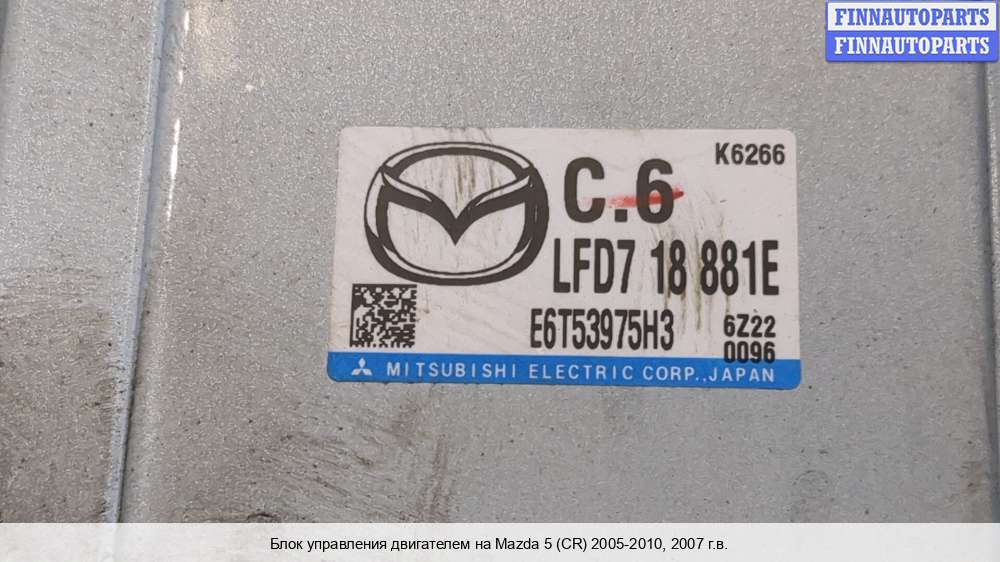 FINNAUTOPARTS
FINNAUTOPARTS
K6266
C.6
LFD7 18 881E
E6T53975H3 6Z22
0096
MITSUBISHI ELECTRIC CORP.,JAPAN
Блок управления двигателем на Mazda 5 (CR) 2005-2010, 2007 г.в.